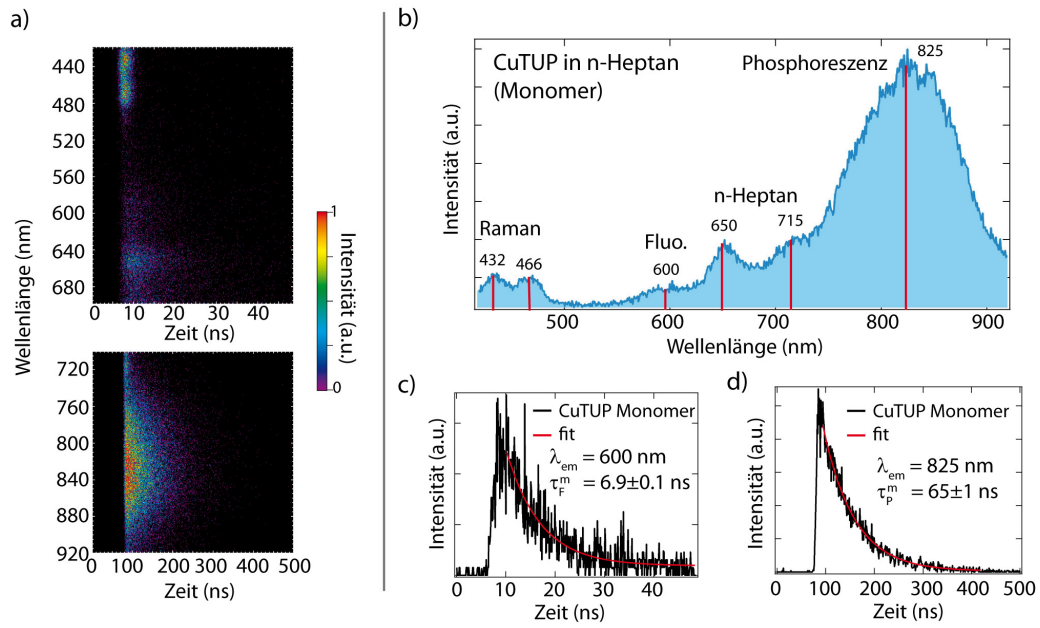 a)
Wellenlänge (nm)
440
480
520
560
600
640
680
0 10 20 30 40
Zeit (ns)
720
760
800
840
880
920
0 100 200 300 400 500
Zeit (ns)
1
0
Intensität (a.u.)
b)
CuTUP in n-Heptan
(Monomer)
Phosphoreszenz
825
n-Heptan
650
715
Raman
432
466
Fluo.
600
Intensität (a.u.)
500 600 700 800 900
Wellenlänge (nm)
c)
CuTUP Monomer
fit
λem = 600 nm
τFm = 6.9±0.1 ns
Intensität (a.u.)
0 10 20 30 40
Zeit (ns)
d)
CuTUP Monomer
fit
λem = 825 nm
τPm = 65±1 ns
Intensität (a.u.)
0 100 200 300 400 500
Zeit (ns)